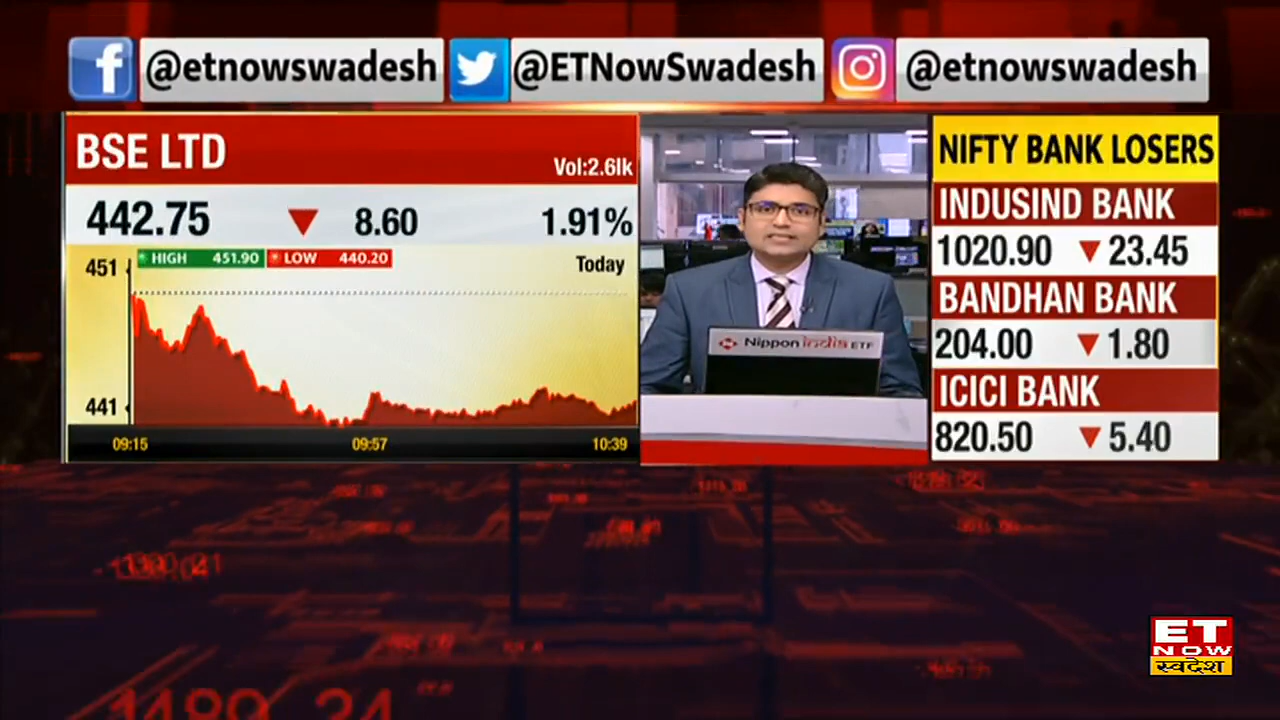 @etnowswadesh
@ETNowSwadesh
@etnowswadesh
BSE LTD
Vol:2.6lk
442.75 ▼ 8.60 1.91%
HIGH 451.90 LOW 440.20
Today
451
441
09:15 09:57 10:39
Nippon india ETF
NIFTY BANK LOSERS
INDUSIND BANK
1020.90 ▼ 23.45
BANDHAN BANK
204.00 ▼ 1.80
ICICI BANK
820.50 ▼ 5.40
1489.34
ET
NOW
स्वदेश